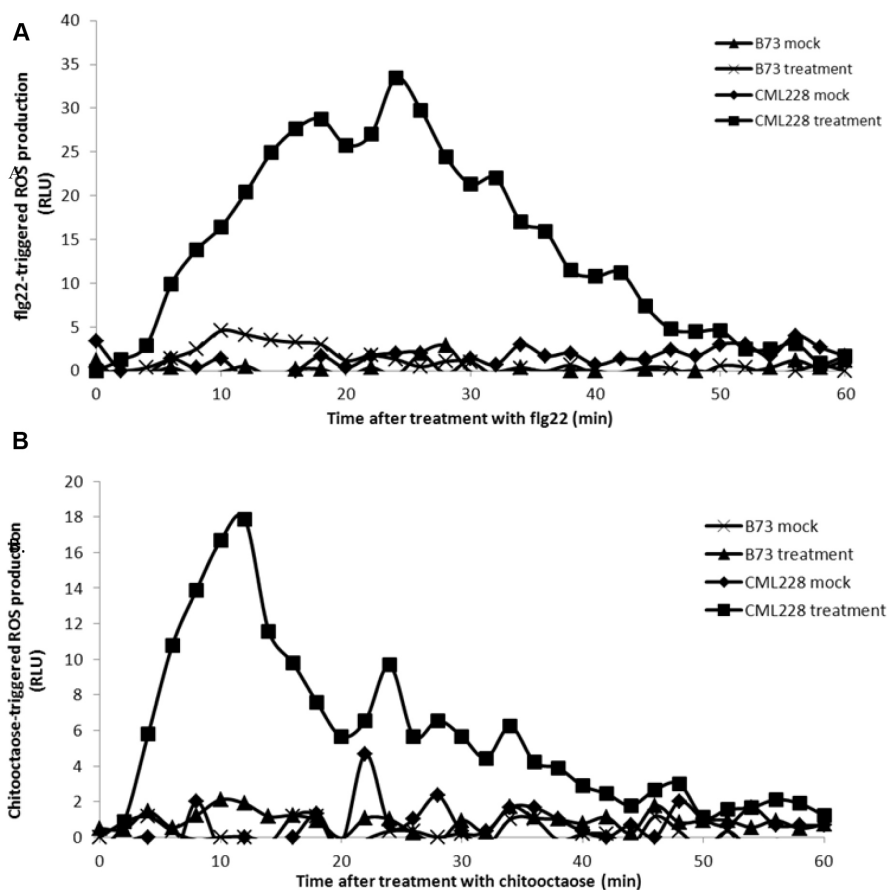 A
flg22-triggered ROS production
(RLU)
A
40
35
30
25
20
15
10
5
0
B73 mock
B73 treatment
CML228 mock
CML228 treatment
0 10 20 30 40 50 60
Time after treatment with flg22 (min)
B
Chitooctaose-triggered ROS production
(RLU)
20
18
16
14
12
10
8
6
4
2
0
B73 mock
B73 treatment
CML228 mock
CML228 treatment
0 10 20 30 40 50 60
Time after treatment with chitooctaose (min)